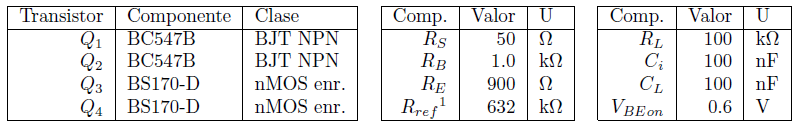 Transistor Componente Clase Comp. Valor U Comp. Valor U
Q1 BC547B BJT NPN RS 50 Ω RL 100 kΩ
Q2 BC547B BJT NPN RB 1.0 kΩ Ci 100 nF
Q3 BS170-D nMOS enr. RE 900 Ω CL 100 nF
Q4 BS170-D nMOS enr. Rref¹ 632 kΩ VBEon 0.6 V